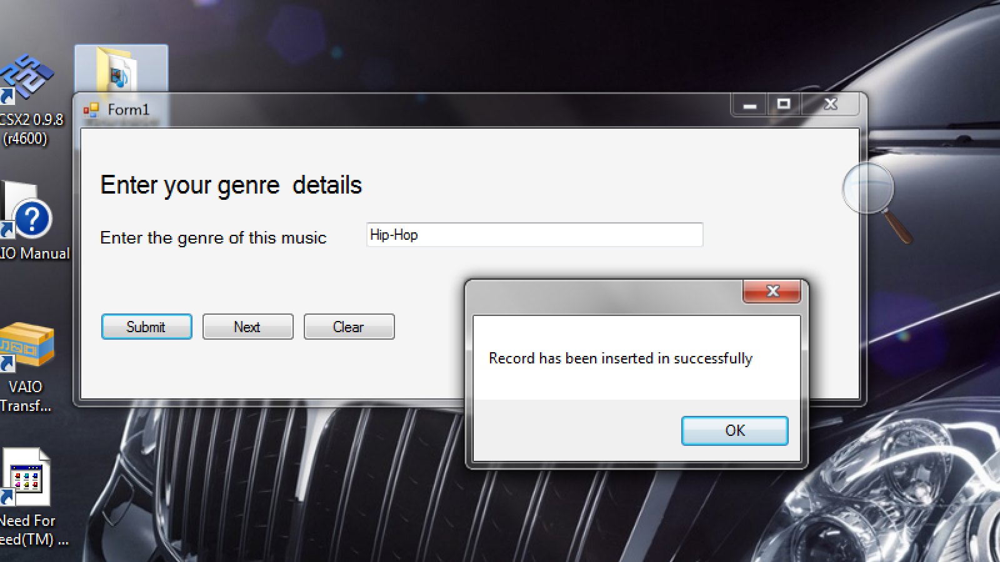 CSX2 0.9.8
(r4600)
Form1
Enter your genre details
Enter the genre of this music
Hip-Hop
IO Manual
Submit
Next
Clear
Record has been inserted in successfully
OK
VAIO
Transf...
Need For
eed(TM) ...